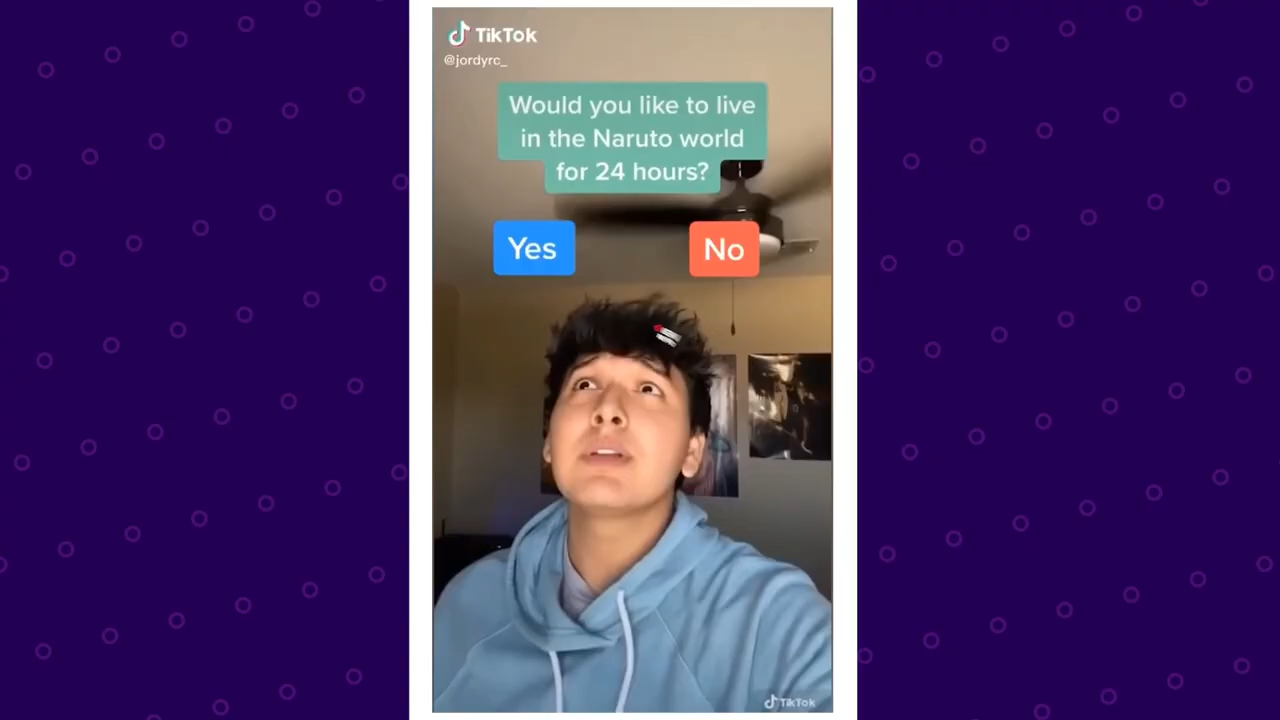 TikTok
@jordyrc_
Would you like to live
in the Naruto world
for 24 hours?
Yes
No
TikTok